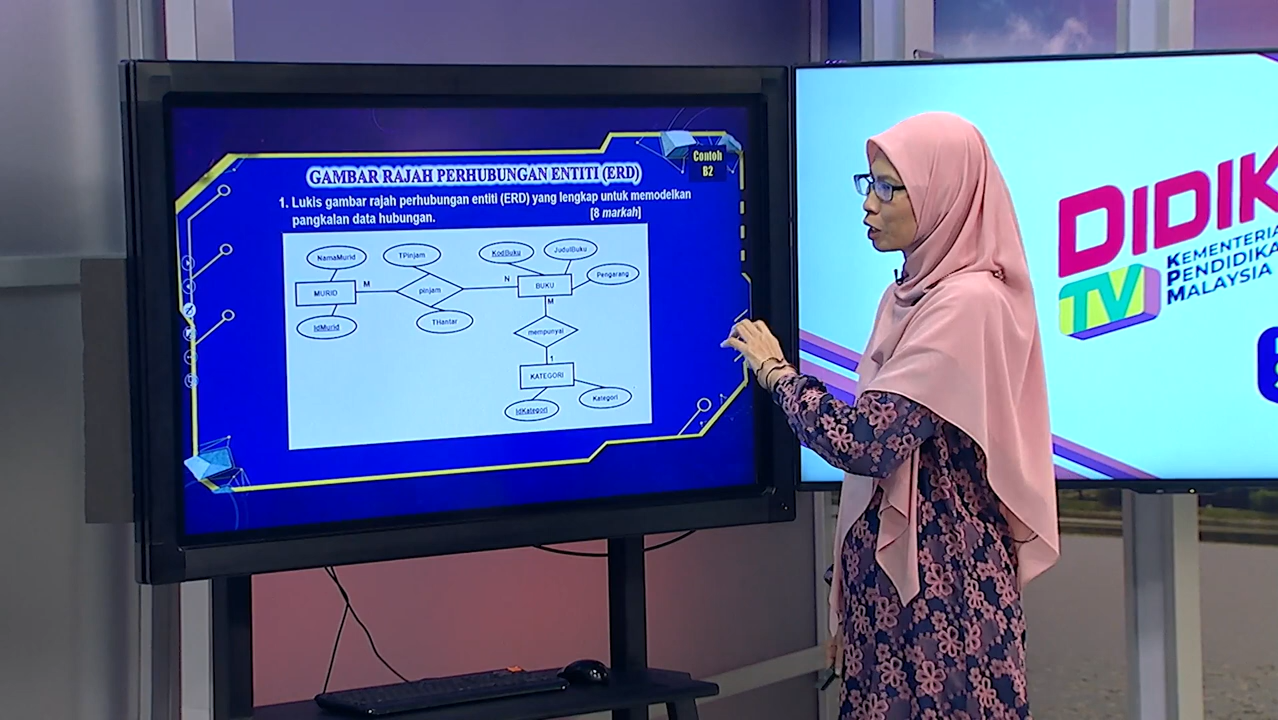 Contoh
B2
GAMBAR RAJAH PERHUBUNGAN ENTITI (ERD)
1. Lukis gambar rajah perhubungan entiti (ERD) yang lengkap untuk memodelkan
pangkalan data hubungan. [8 markah]
NamaMurid
TPinjam
KodBuku
JudulBuku
Pengarang
MURID
M
pinjam
N
BUKU
IdMurid
THantar
M
mempunyai
1
KATEGORI
IdKategori
Kategori
DIDIK
TV
KEMENTERIA
PENDIDIKA
MALAYSIA